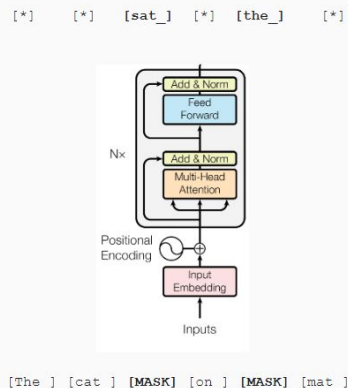 [*] [*] [sat_] [*] [the_] [*]
Add & Norm
Feed
Forward
Nx
Add & Norm
Multi-Head
Attention
Positional
Encoding
Input
Embedding
Inputs
[The ] [cat ] [MASK] [on ] [MASK] [mat ]